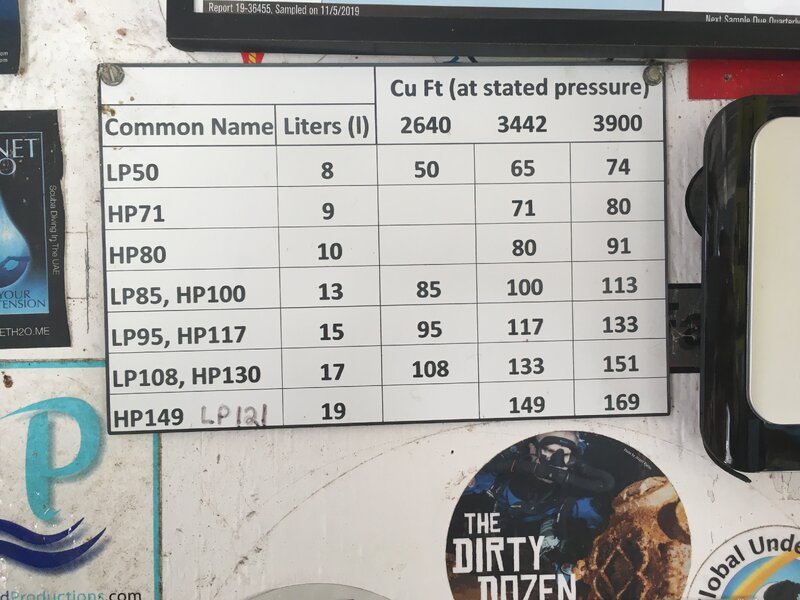 Report 19-36455, Sampled on 11/5/2019
Next Sample Due Quarterly
Cu Ft (at stated pressure)
Common Name Liters (l) 2640 3442 3900
LP50 8 50 65 74
HP71 9 71 80
HP80 10 80 91
LP85, HP100 13 85 100 113
LP95, HP117 15 95 117 133
LP108, HP130 17 108 133 151
HP149 LP121 19 149 169
NET
O
Scuba Diving In The UAE
YOUR
TENSION
ETH2O.ME
P
dProductions.com
THE
DIRTY
DOZEN
Global Unde